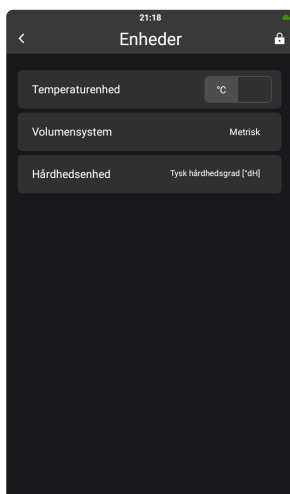 21:18
Enheder
Temperaturenhed °C
Volumensystem Metrisk
Hårdhedsenhed Tysk hårdhedsgrad [°dH]